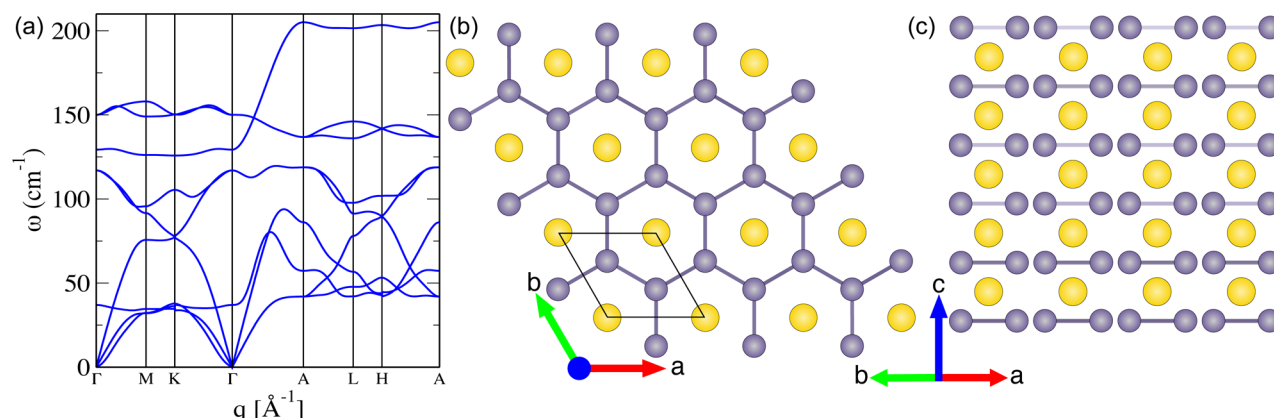 (a)
200
150
100
50
0
ω (cm⁻¹)
Γ M K Γ A L H A
q [Å⁻¹]
(b)
b
a
(c)
c
b
a